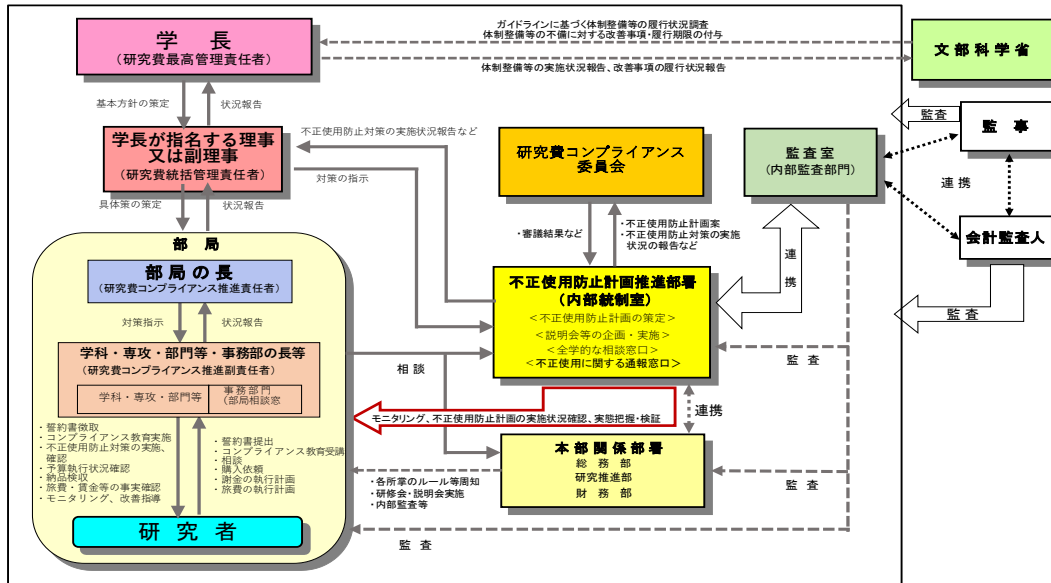 学 長
(研究費最高管理責任者)
ガイドラインに基づく体制整備等の履行状況調査
体制整備等の不備に対する改善事項・履行期限の付与
体制整備等の実施状況報告、改善事項の履行状況報告
文部科学省
基本方針の策定
状況報告
学長が指名する理事
又は副理事
(研究費統括管理責任者)
不正使用防止対策の実施状況報告など
対策の指示
研究費コンプライアンス
委員会
監査室
(内部監査部門)
監査
監 事
連 携
会計監査人
監 査
具体策の策定
状況報告
・審議結果など
・不正使用防止計画案
・不正使用防止対策の実施
状況の報告など
連
携
部 局
部局の長
(研究費コンプライアンス推進責任者)
対策指示
状況報告
不正使用防止計画推進部署
(内部統制室)
<不正使用防止計画の策定>
<説明会等の企画・実施>
<全学的な相談窓口>
<不正使用に関する通報窓口>
学科・専攻・部門等・事務部の長等
(研究費コンプライアンス推進副責任者)
学科・専攻・部門等
事務部門
(部局相談窓
相 談
監 査
モニタリング、不正使用防止計画の実施状況確認、実態把握・検証
連携
・誓約書徴取
・コンプライアンス教育実施
・不正使用防止対策の実施、
確認
・予算執行状況確認
・納品検収
・旅費・賃金等の事実確認
・モニタリング、改善指導
・誓約書提出
・コンプライアンス教育受講
・相談
・購入依頼
・謝金の執行計画
・旅費の執行計画
本部関係部署
総 務 部
研究推進部
財 務 部
・各所掌のルール等周知
・研修会・説明会実施
・内部監査等
監 査
研 究 者
監 査